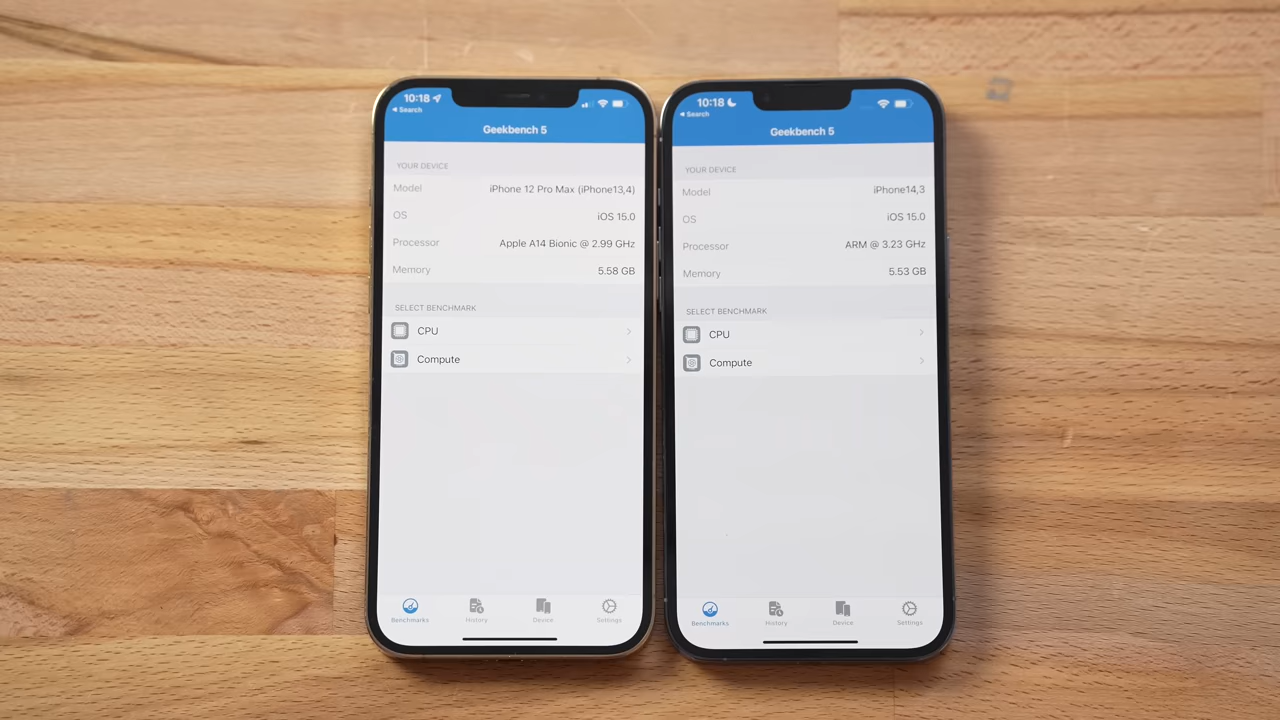 10:18
◀ Search
Geekbench 5
YOUR DEVICE
Model iPhone 12 Pro Max (iPhone13,4)
OS iOS 15.0
Processor Apple A14 Bionic @ 2.99 GHz
Memory 5.58 GB
SELECT BENCHMARK
CPU
Compute
Benchmarks History Device Settings
10:18
◀ Search
Geekbench 5
YOUR DEVICE
Model iPhone14,3
OS iOS 15.0
Processor ARM @ 3.23 GHz
Memory 5.53 GB
SELECT BENCHMARK
CPU
Compute
Benchmarks History Device Settings